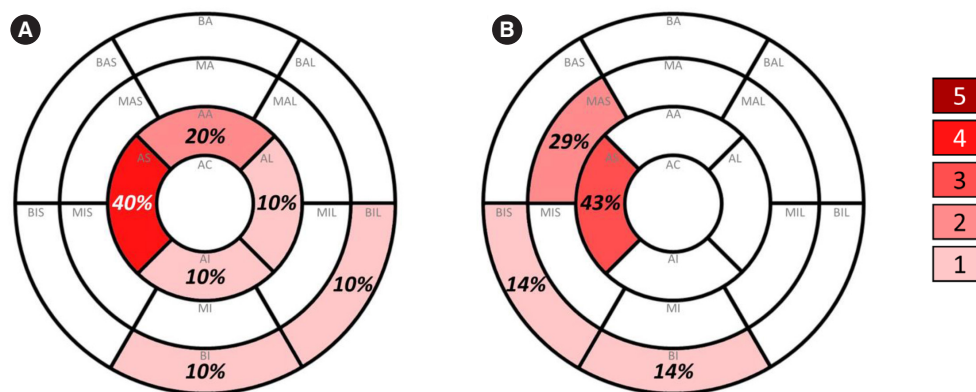 A
BA
BAS
BAL
MA
MAS
MAL
AA
20%
AS
AL
AC
40%
10%
BIS
MIS
MIL
BIL
AI
10%
10%
MI
BI
10%
B
BA
BAS
BAL
MA
MAS
MAL
AA
29%
AL
AC
43%
BIS
MIS
MIL
BIL
AI
14%
MI
BI
14%
5
4
3
2
1